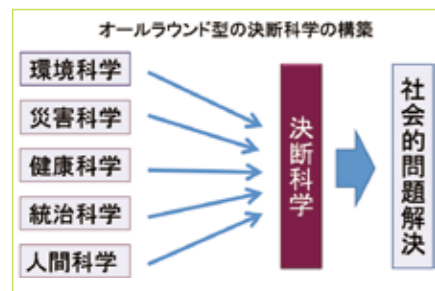 オールラウンド型の決断科学の構築
環境科学
災害科学
健康科学
統治科学
人間科学
決断科学
社会的問題解決